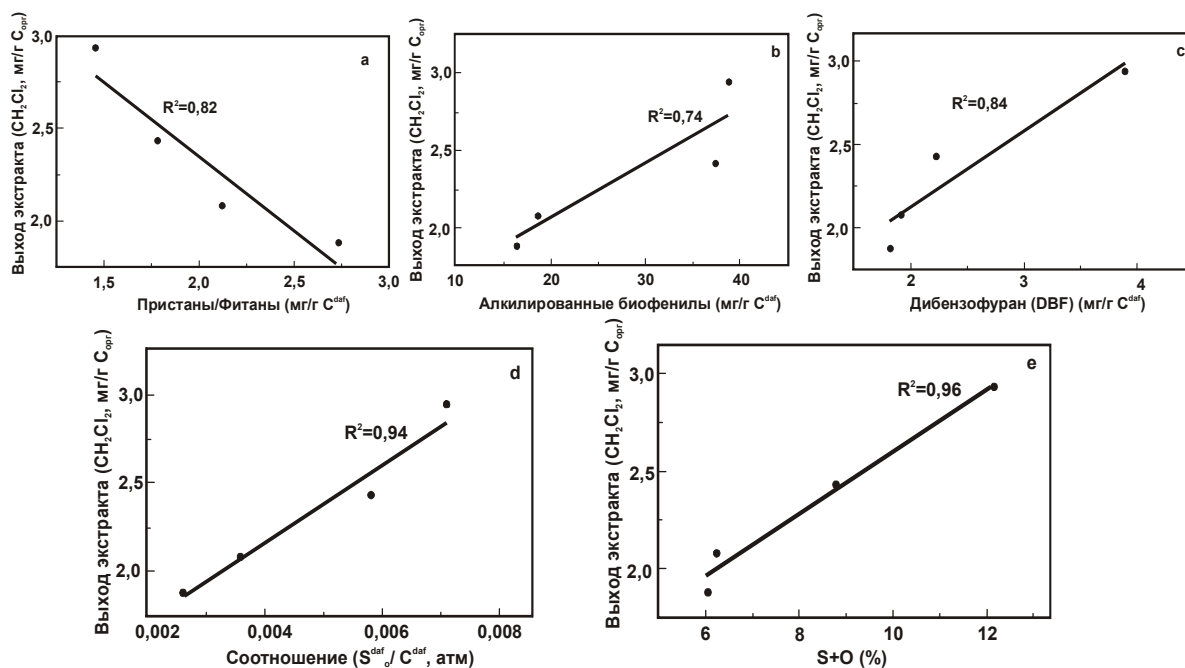 Выход экстракта (CH₂Cl₂, мг/г Cₒₚᵣ)
3,0
2,5
2,0
a
R²=0,82
1,5
2,0
2,5
3,0
Пристаны/Фитаны (мг/г Cᵈᵃᶠ)
Выход экстракта (CH₂Cl₂, мг/г Cₒₚᵣ)
3,0
2,5
2,0
b
R²=0,74
10
20
30
40
Алкилированные биофенилы (мг/г Cᵈᵃᶠ)
Выход экстракта (CH₂Cl₂, мг/г Cₒₚᵣ)
3,0
2,5
2,0
c
R²=0,84
2
3
4
Дибензофуран (DBF) (мг/г Cᵈᵃᶠ)
Выход экстракта (CH₂Cl₂, мг/г Cₒₚᵣ)
3,0
2,5
2,0
d
R²=0,94
0,002
0,004
0,006
0,008
Соотношение (Sᵈᵃᶠₒ/ Cᵈᵃᶠ, атм)
Выход экстракта (CH₂Cl₂, мг/г Cₒₚᵣ)
3,0
2,5
2,0
e
R²=0,96
6
8
10
12
S+O (%)